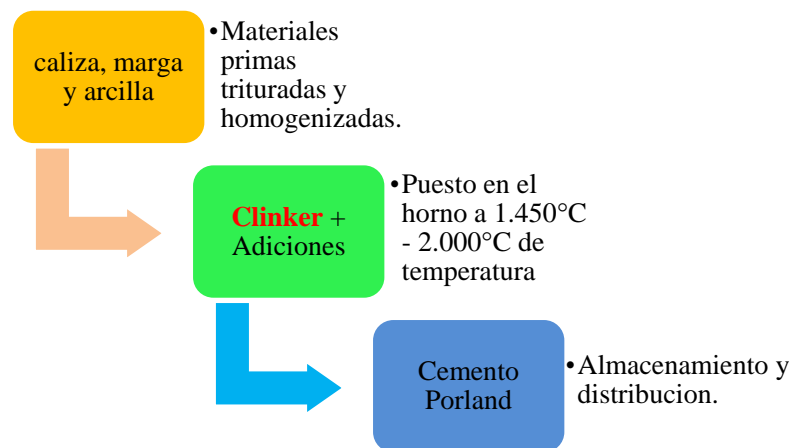 caliza, marga
y arcilla
•Materiales
primas
trituradas y
homogenizadas.
Clinker +
Adiciones
•Puesto en el
horno a 1.450°C
- 2.000°C de
temperatura
Cemento
Porland
•Almacenamiento y
distribucion.